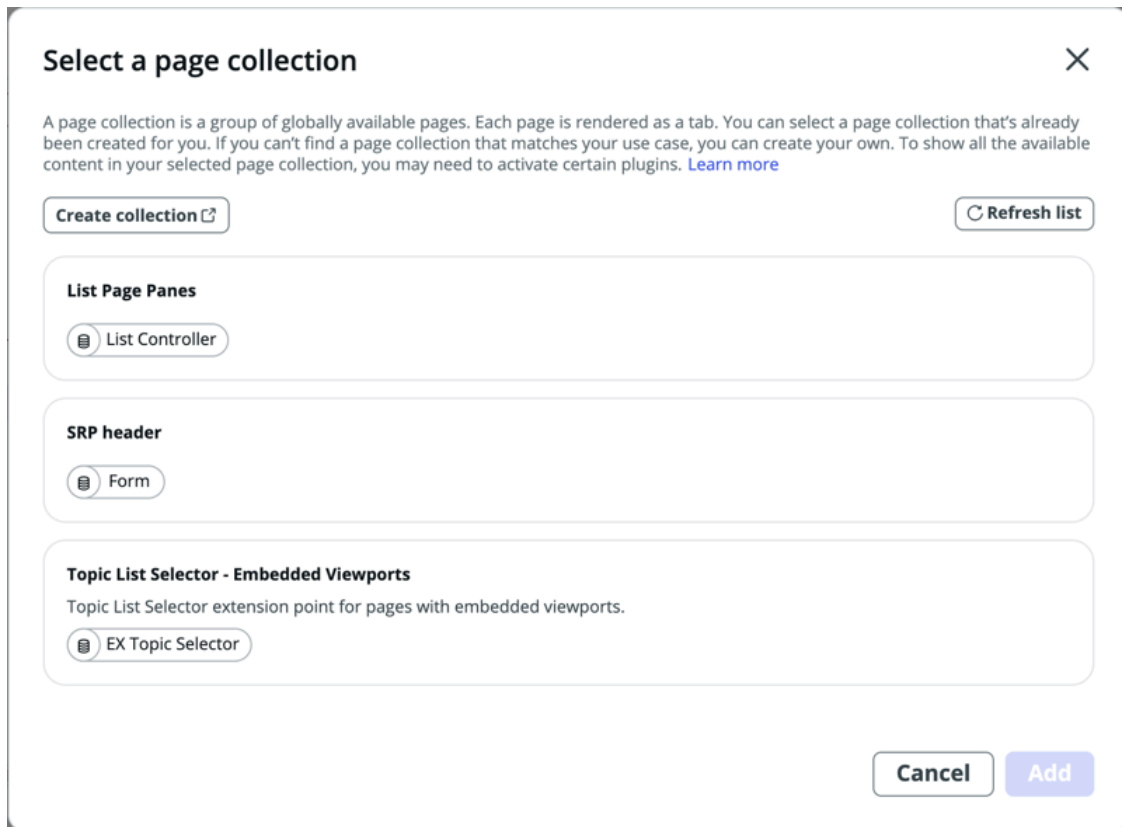 Select a page collection
A page collection is a group of globally available pages. Each page is rendered as a tab. You can select a page collection that's already
been created for you. If you can't find a page collection that matches your use case, you can create your own. To show all the available
content in your selected page collection, you may need to activate certain plugins. Learn more
Create collection
Refresh list
List Page Panes
List Controller
SRP header
Form
Topic List Selector - Embedded Viewports
Topic List Selector extension point for pages with embedded viewports.
EX Topic Selector
Cancel
Add